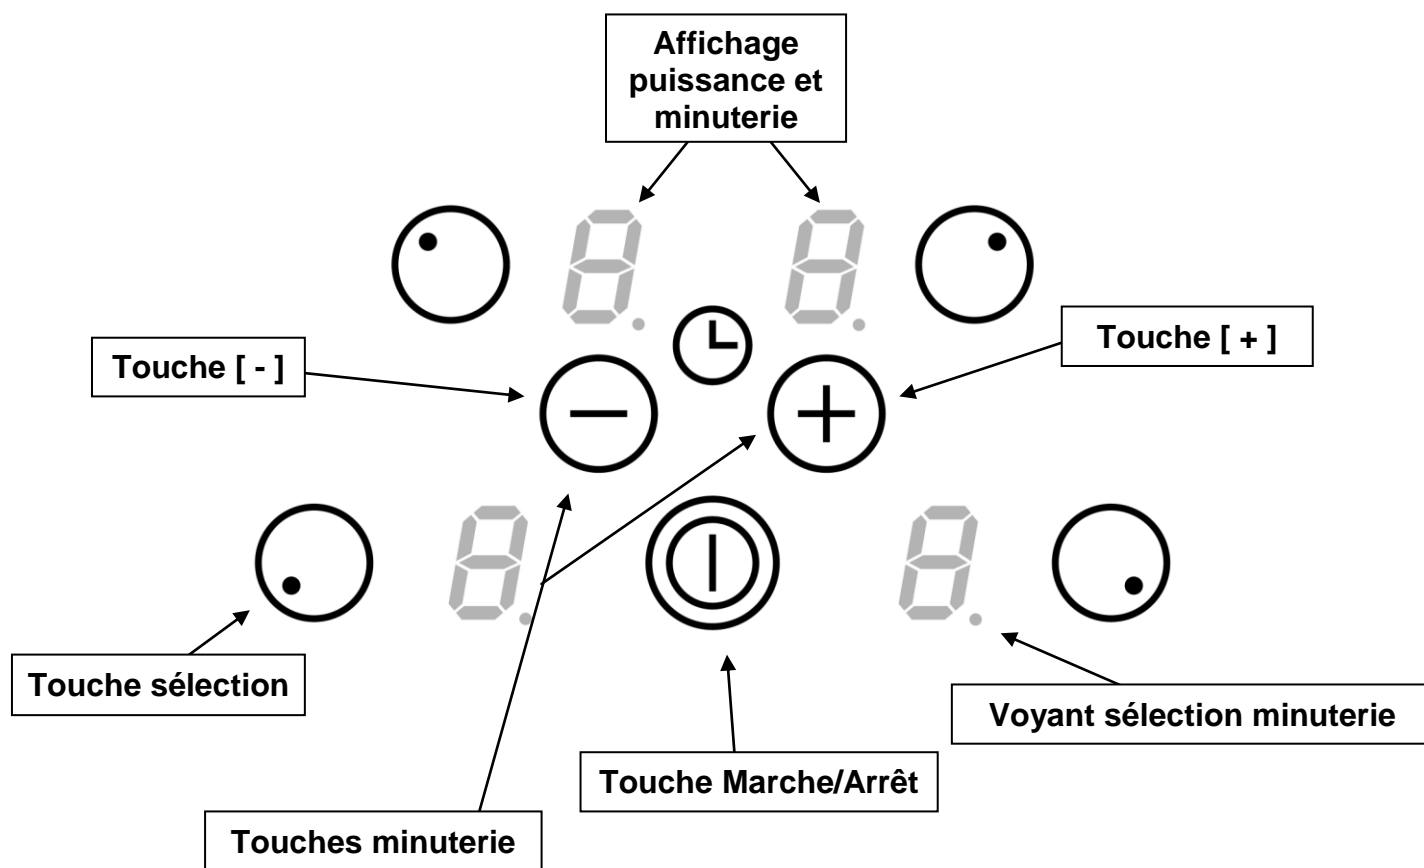 Affichage
puissance et
minuterie
Touche [ - ]
Touche [ + ]
Touche sélection
Voyant sélection minuterie
Touche Marche/Arrêt
Touches minuterie